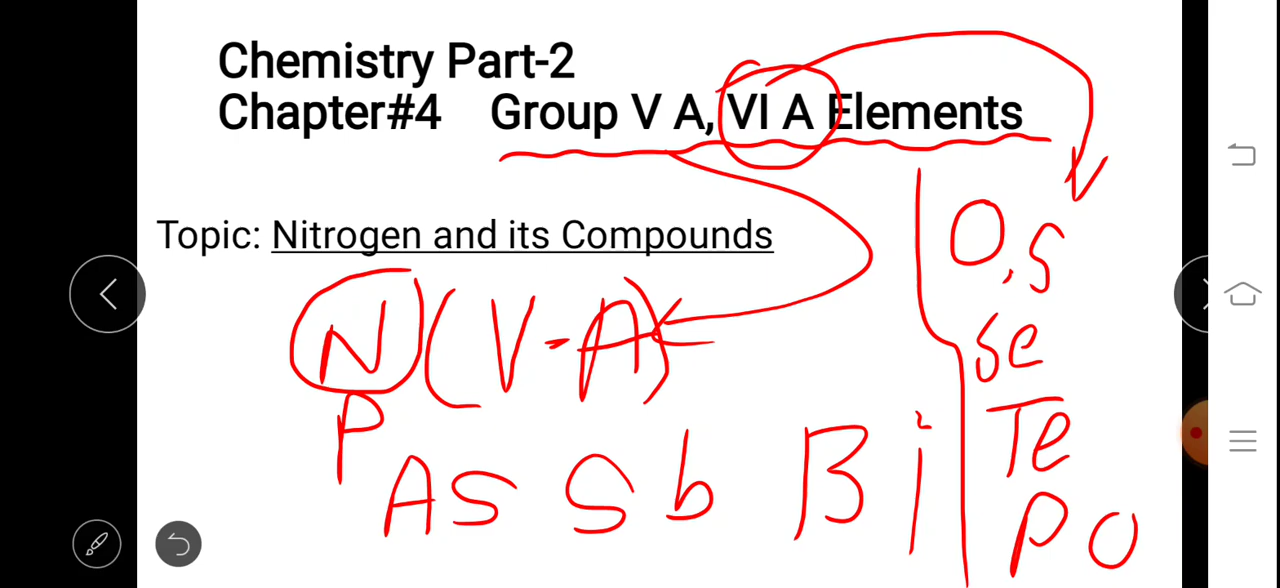 Chemistry Part-2
Chapter#4 Group V A, VI A Elements
Topic: Nitrogen and its Compounds
N (V-A)
P
As Sb Bi
O, S
Se
Te
Po